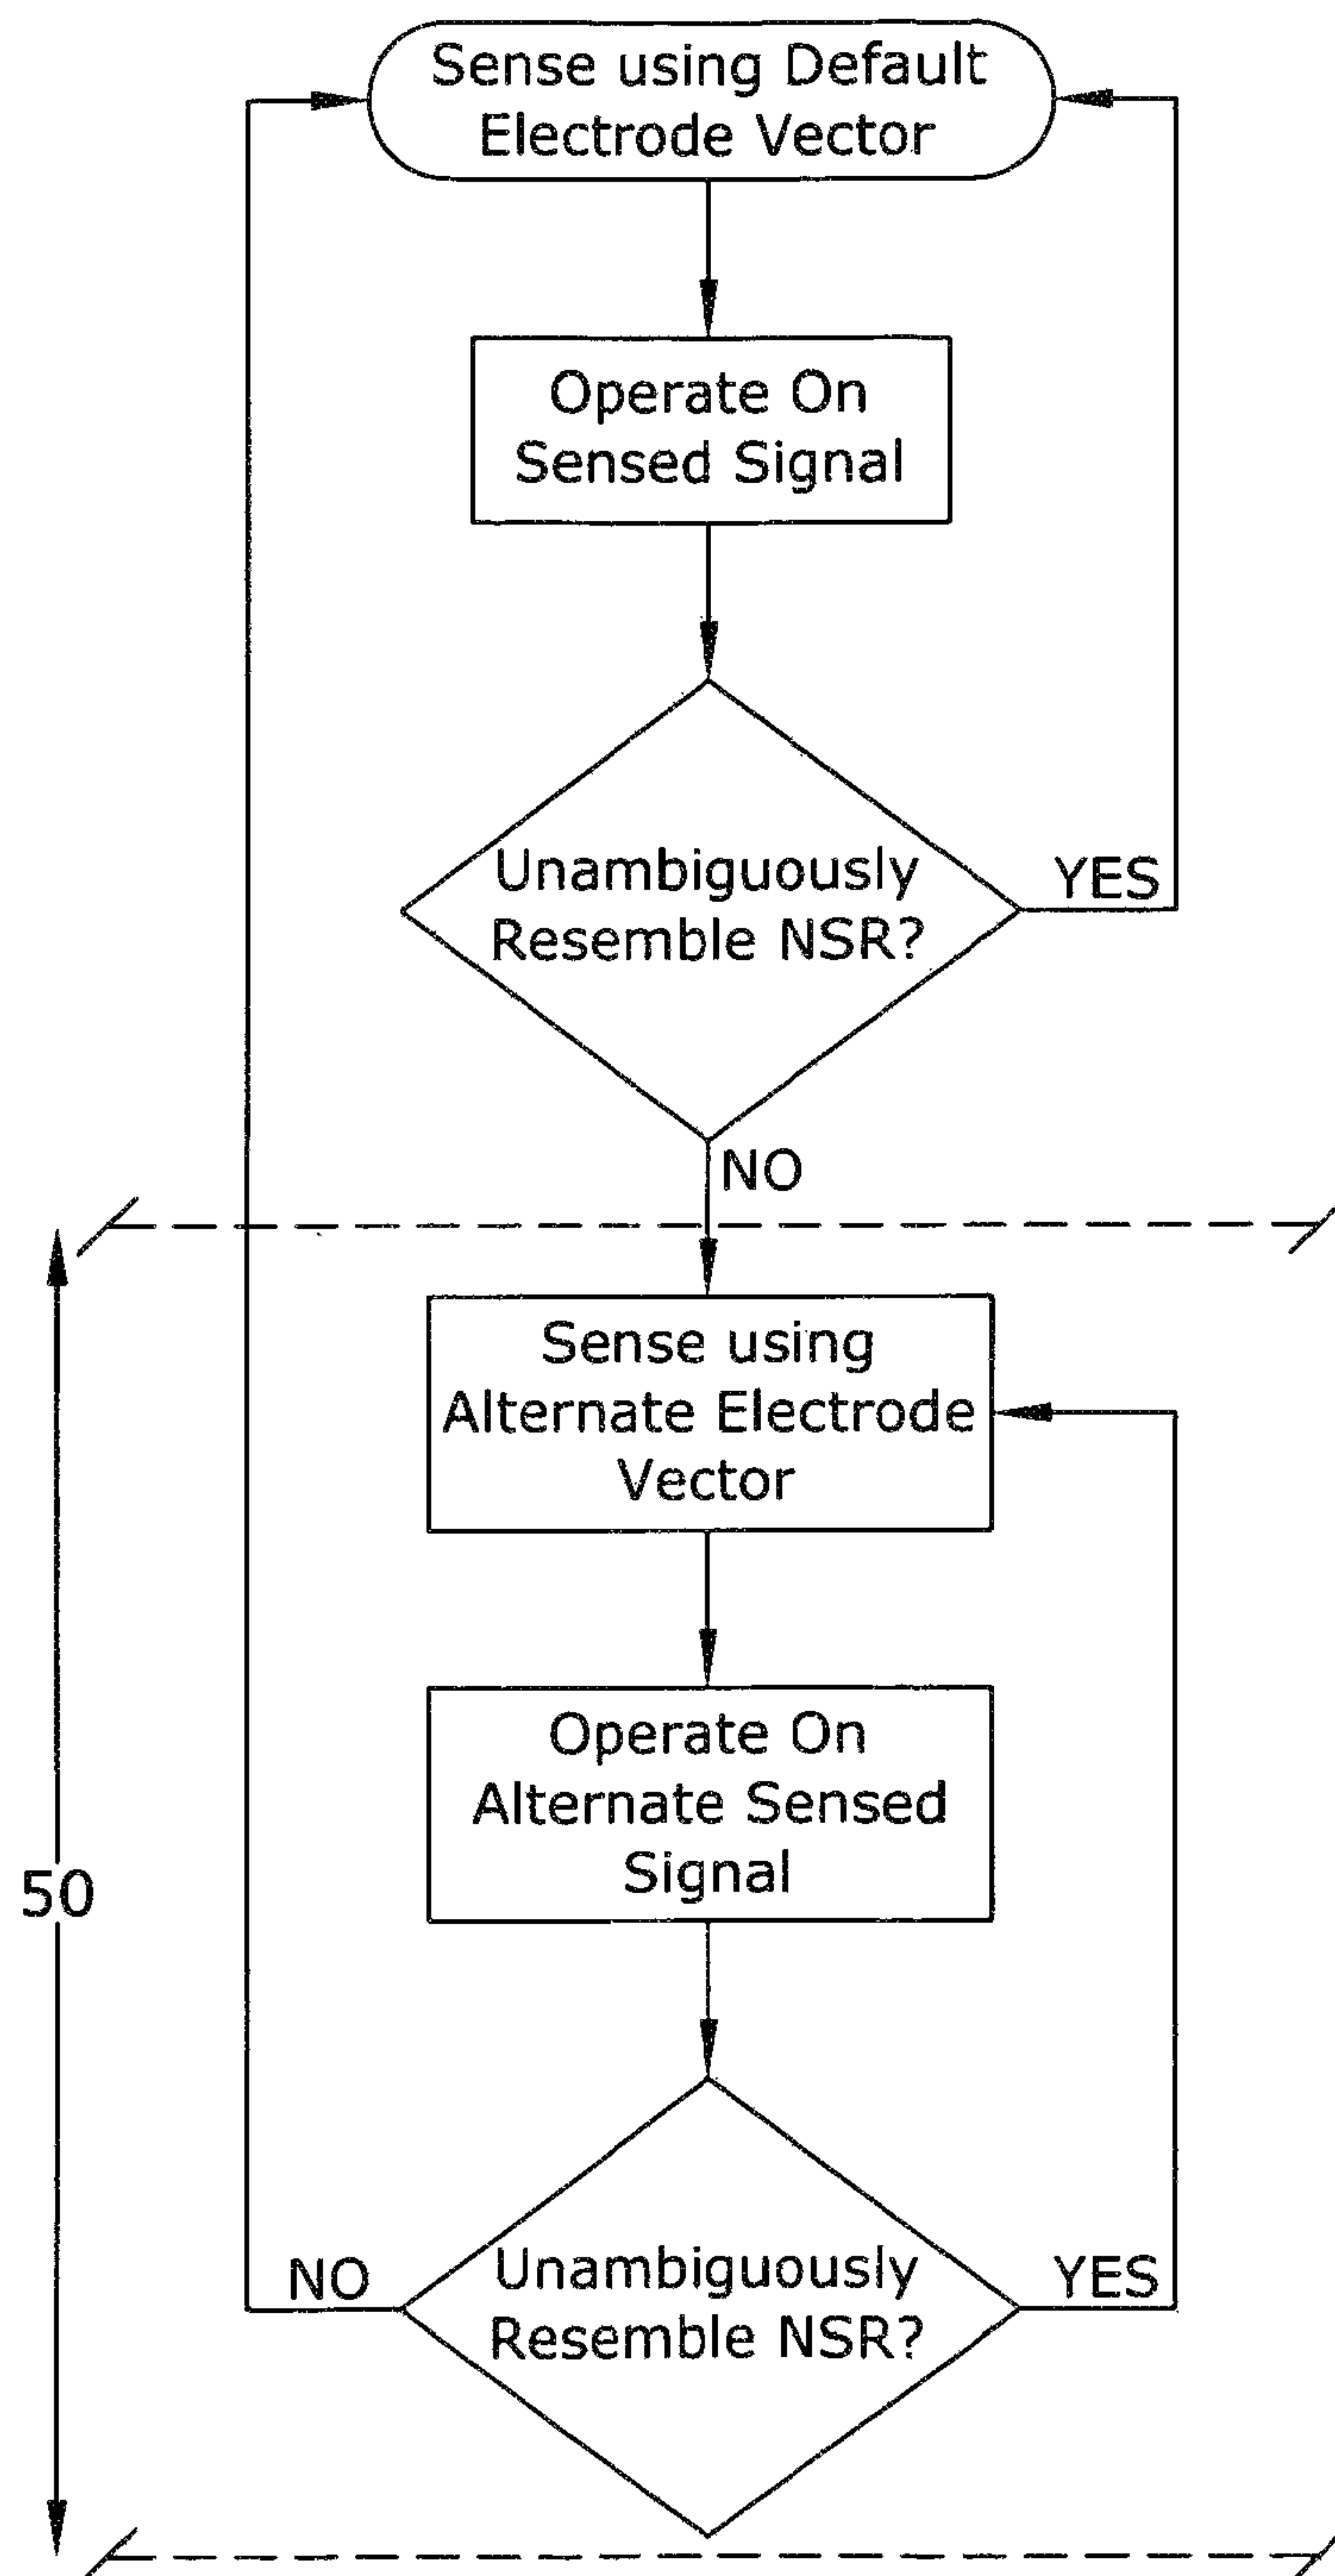 Sense using Default
Electrode Vector
Operate On
Sensed Signal
Unambiguously
Resemble NSR?
YES
NO
Sense using
Alternate Electrode
Vector
Operate On
Alternate Sensed
Signal
50
Unambiguously
Resemble NSR?
NO
YES